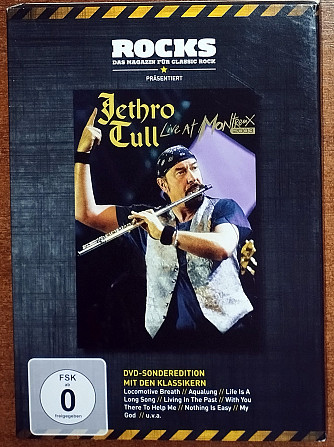 ROCKS
DAS MAGAZIN FÜR CLASSIC ROCK
PRÄSENTIERT
Jethro
Tull
Live At Montreux
2003
DVD-SONDEREDITION
MIT DEN KLASSIKERN
Locomotive Breath // Aqualung // Life Is A
Long Song // Living In The Past // With You
There To Help Me // Nothing Is Easy // My
God // u.v.a.
FSK
ab
0
freigegeben